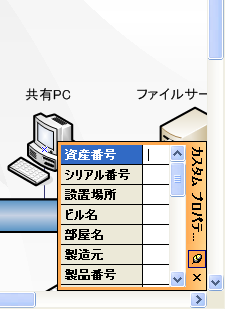 共有PC
ファイルサー
資産番号
シリアル番号
設置場所
ビル名
部屋名
製造元
製品番号
カスタム プロパテ...